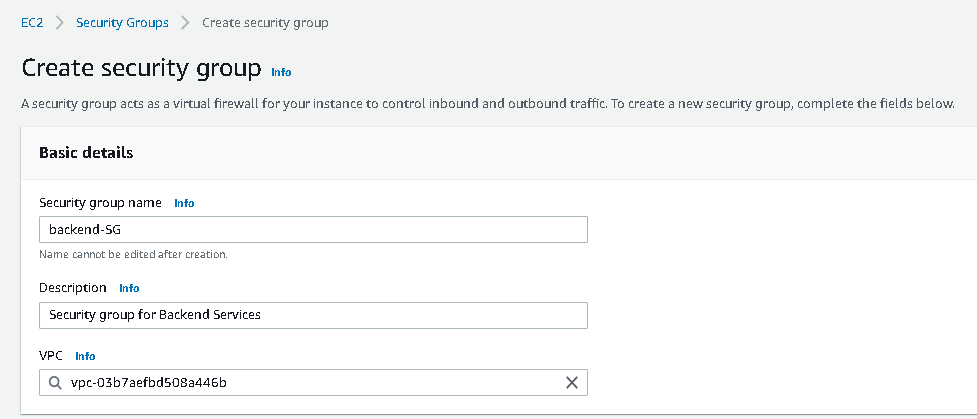 EC2 > Security Groups > Create security group
Create security group Info
A security group acts as a virtual firewall for your instance to control inbound and outbound traffic. To create a new security group, complete the fields below.
Basic details
Security group name Info
backend-SG
Name cannot be edited after creation.
Description Info
Security group for Backend Services
VPC Info
vpc-03b7aefbd508a446b